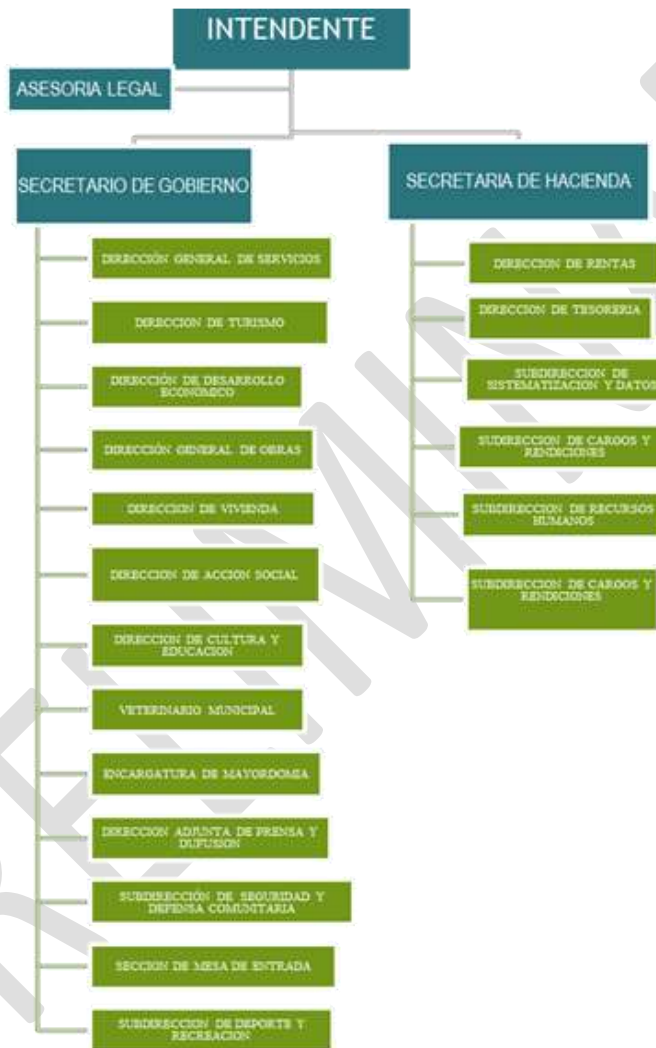 INTENDENTE
ASESORIA LEGAL
SECRETARIO DE GOBIERNO
DIRECCIÓN GENERAL DE SERVICIOS
DIRECCION DE TURISMO
DIRECCIÓN DE DESARROLLO
ECONOMICO
DIRECCIÓN GENERAL DE OBRAS
DIRECCION DE VIVIENDA
DIRECCION DE ACCION SOCIAL
DIRECCION DE CULTURA Y
EDUCACION
VETERINARIO MUNICIPAL
ENCARGATURA DE MAYORDOMIA
DIRECCION ADJUNTA DE PRENSA Y
DUFUSION
SUBDIRECCIÓN DE SEGURIDAD Y
DEFENSA COMUNITARIA
SECCION DE MESA DE ENTRADA
SUBDIRECCION DE DEPORTE Y
RECREACION
SECRETARIA DE HACIENDA
DIRECCION DE RENTAS
DIRECCION DE TESORERIA
SUBDIRECCION DE
SISTEMATIZACION Y DATOS
SUDIRECCION DE CARGOS Y
RENDICIONES
SUBDIRECCION DE RECURSOS
HUMANOS
SUBDIRECCION DE CARGOS Y
RENDICIONES